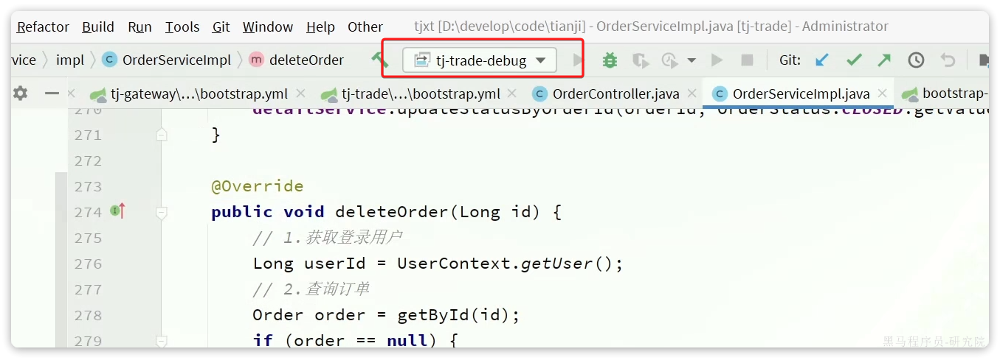 Refactor Build Run Tools Git Window Help Other tjxt [D:\develop\code\tianji] - OrderServiceImpl.java [tj-trade] - Administrator
vice impl C OrderServiceImpl m deleteOrder tj-trade-debug Git:
tj-gateway\...\bootstrap.yml tj-trade\...\bootstrap.yml C OrderController.java C OrderServiceImpl.java bootstrap-
270 detailService.updateStatusByOrderId(orderId, OrderStatus.CLOSED.getValue
271 }
272
273 @Override
274 public void deleteOrder(Long id) {
275 // 1.获取登录用户
276 Long userId = UserContext.getUser();
277 // 2.查询订单
278 Order order = getById(id);
279 if (order == null) {
黑马程序员-研究院